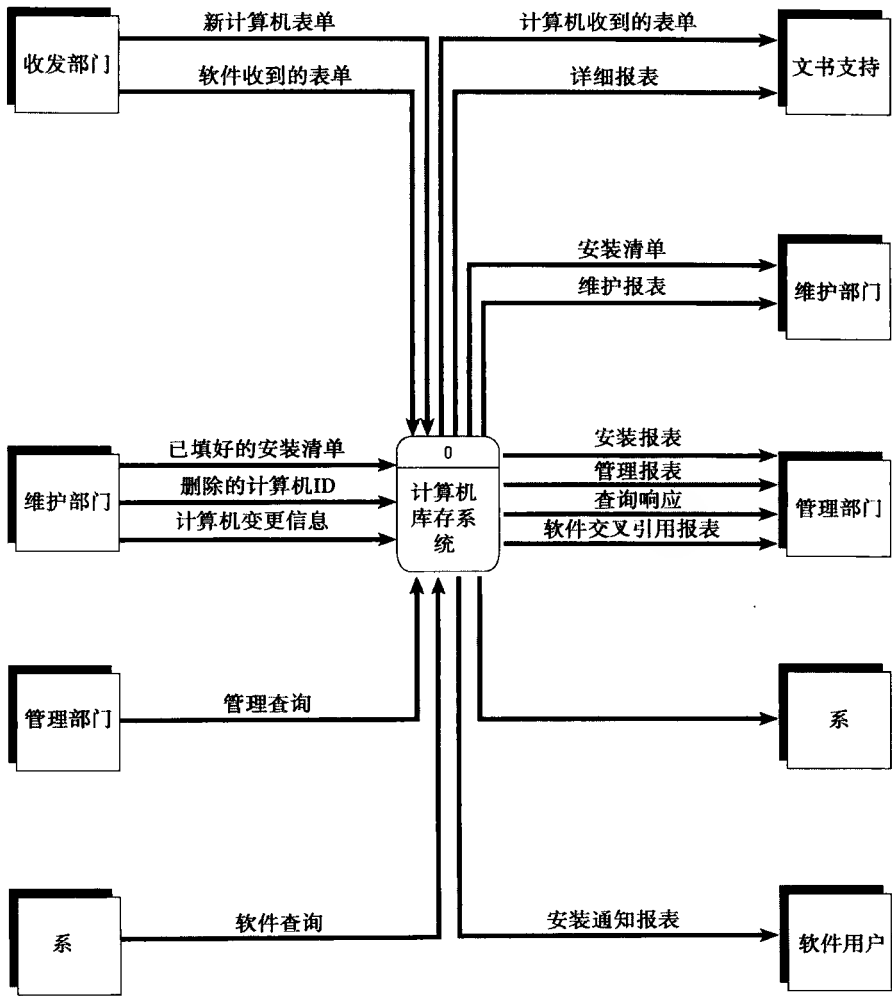 新计算机表单
计算机收到的表单
收发部门
文书支持
软件收到的表单
详细报表
安装清单
维护报表
维护部门
已填好的安装清单
安装报表
0
删除的计算机ID
管理报表
维护部门
计算机
库存系
统
查询响应
管理部门
计算机变更信息
软件交叉引用报表
管理查询
管理部门
系
软件查询
安装通知报表
系
软件用户